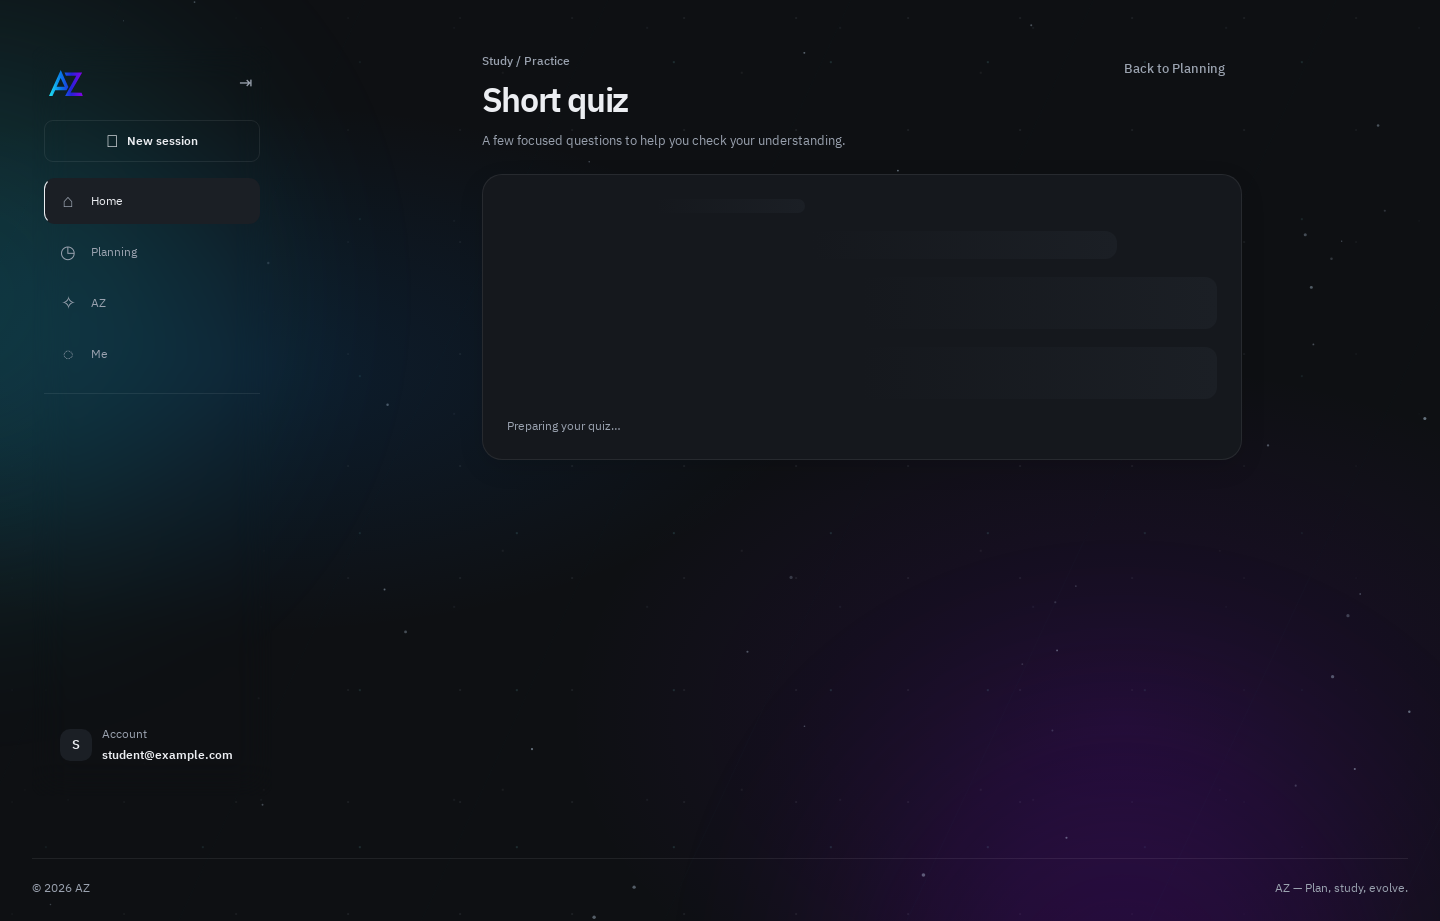 AZ
New session
Home
Planning
AZ
Me
Account
S
student@example.com
Study / Practice
Back to Planning
Short quiz
A few focused questions to help you check your understanding.
Preparing your quiz…
© 2026 AZ
AZ — Plan, study, evolve.